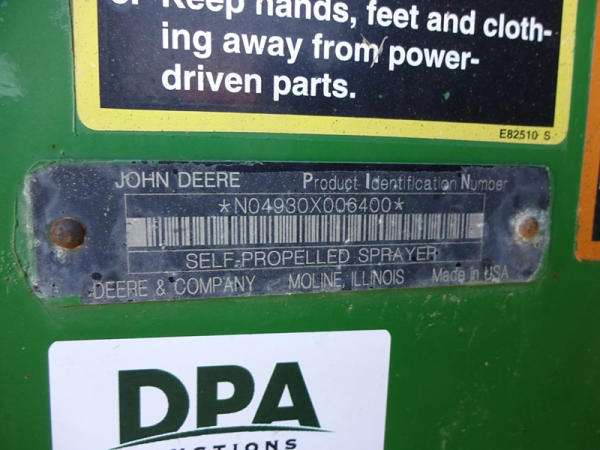 Keep hands, feet and cloth-
ing away from power-
driven parts.
E82510 S
JOHN DEERE Product Identification Number
*N04930X006400*
SELF-PROPELLED SPRAYER
DEERE & COMPANY MOLINE, ILLINOIS Made in USA
DPA